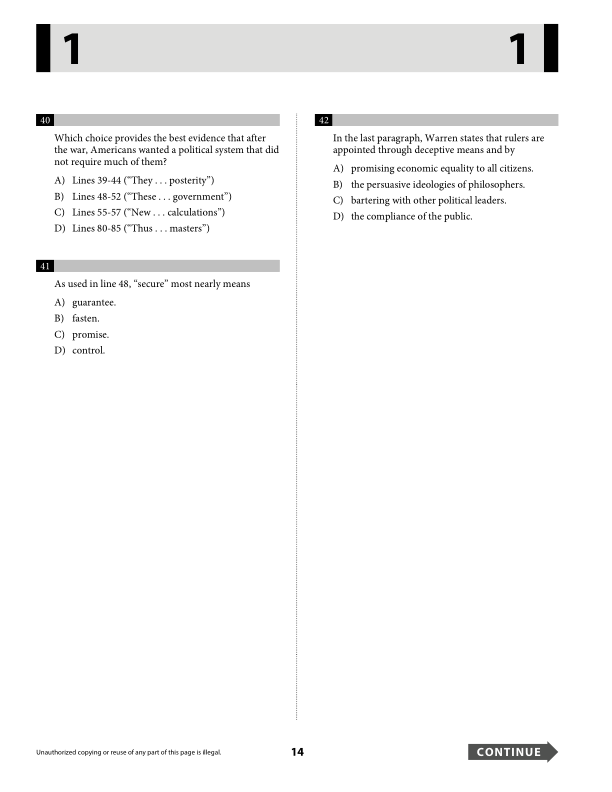 1
1
40
Which choice provides the best evidence that after
the war, Americans wanted a political system that did
not require much of them?
A) Lines 39-44 (“They . . . posterity”)
B) Lines 48-52 (“These . . . government”)
C) Lines 55-57 (“New . . . calculations”)
D) Lines 80-85 (“Thus . . . masters”)
41
As used in line 48, “secure” most nearly means
A) guarantee.
B) fasten.
C) promise.
D) control.
42
In the last paragraph, Warren states that rulers are
appointed through deceptive means and by
A) promising economic equality to all citizens.
B) the persuasive ideologies of philosophers.
C) bartering with other political leaders.
D) the compliance of the public.
Unauthorized copying or reuse of any part of this page is illegal.
14
CONTINUE